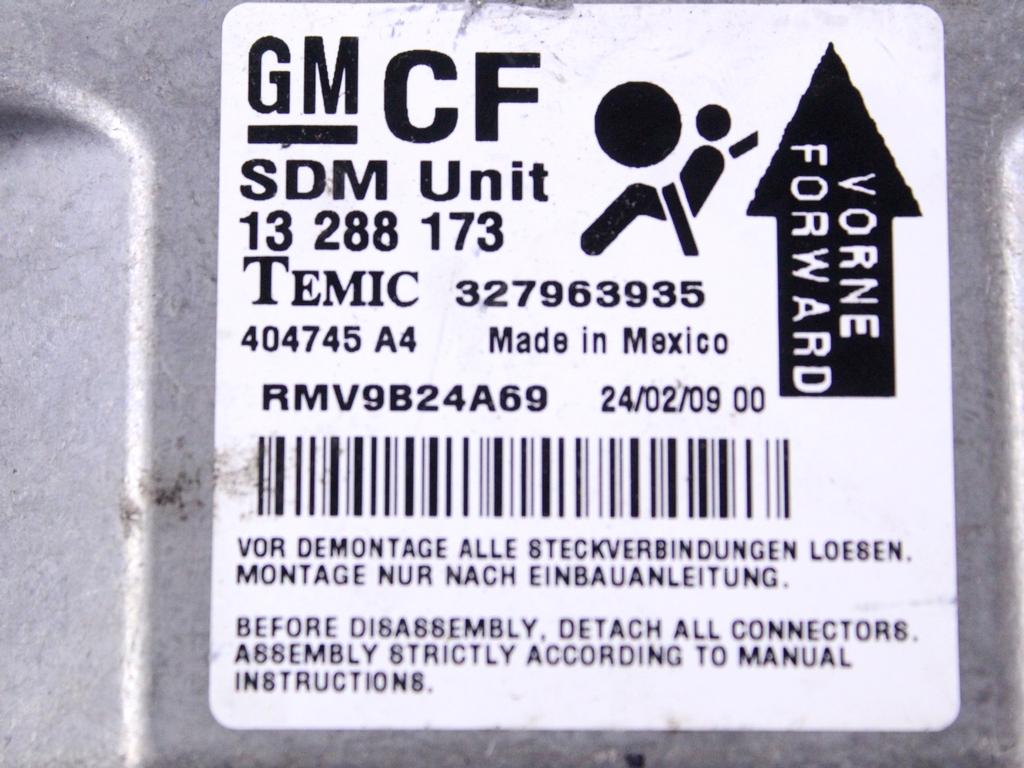 GM CF
SDM Unit
13 288 173
TEMIC 327963935
404745 A4 Made in Mexico
RMV9B24A69 24/02/09 00
VORNE
FORWARD
VOR DEMONTAGE ALLE STECKVERBINDUNGEN LOESEN.
MONTAGE NUR NACH EINBAUANLEITUNG.
BEFORE DISASSEMBLY, DETACH ALL CONNECTORS.
ASSEMBLY STRICTLY ACCORDING TO MANUAL
INSTRUCTIONS.